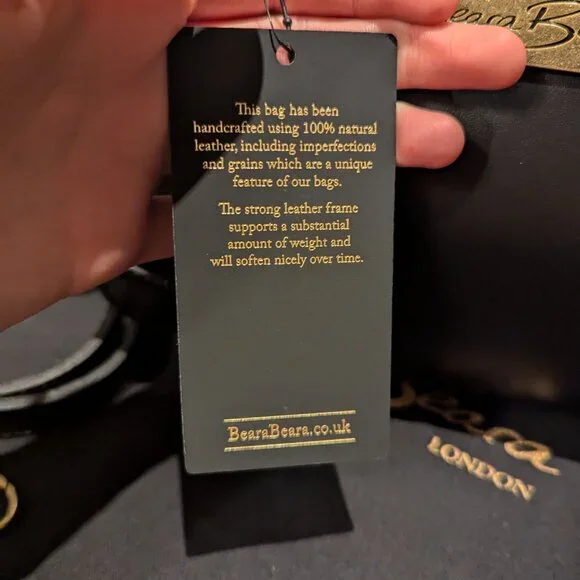 Beara B
This bag has been
handcrafted using 100% natural
leather, including imperfections
and grains which are a unique
feature of our bags.
The strong leather frame
supports a substantial
amount of weight and
will soften nicely over time.
BearaBeara.co.uk
Beara
LONDON